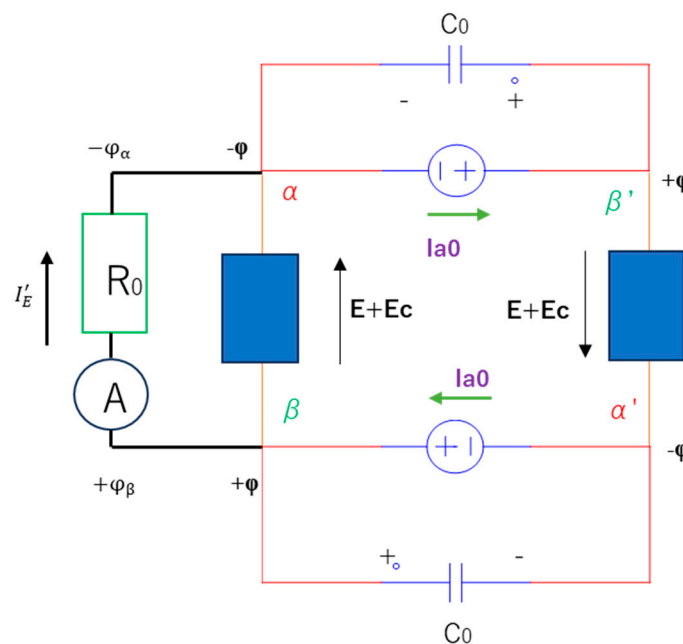 C0
- +
−φα -φ
α β' +φ
Ia0
R0
I′E
E+Ec E+Ec
Ia0
A
β α'
+φβ +φ -φ
+ -
C0